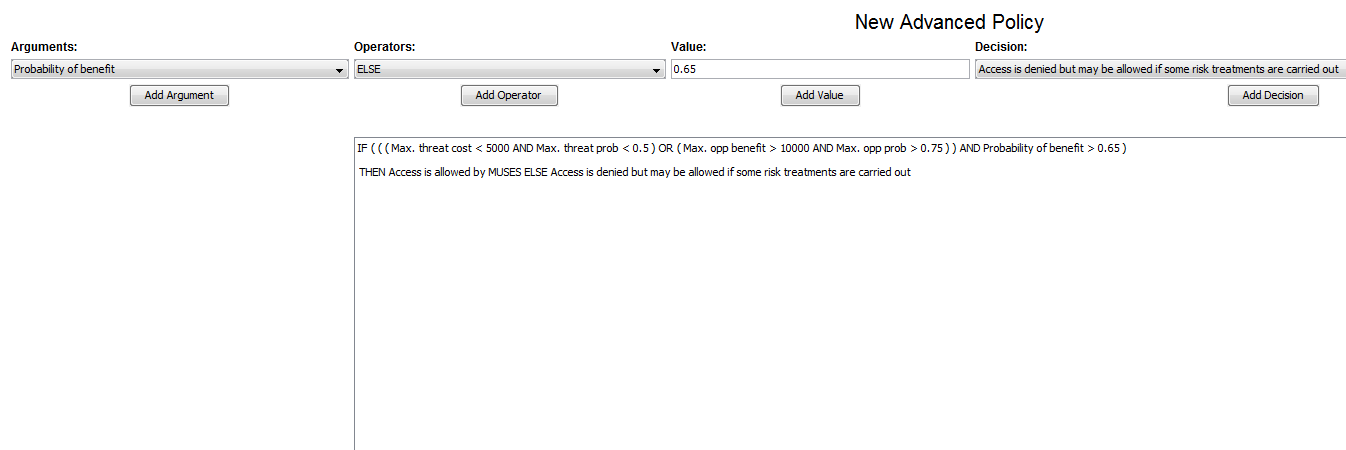 New Advanced Policy
Arguments: Operators: Value: Decision:
Probability of benefit ELSE 0.65 Access is denied but may be allowed if some risk treatments are carried out
Add Argument Add Operator Add Value Add Decision
IF ( ( ( Max. threat cost < 5000 AND Max. threat prob < 0.5 ) OR ( Max. opp benefit > 10000 AND Max. opp prob > 0.75 ) ) AND Probability of benefit > 0.65 )
THEN Access is allowed by MUSES ELSE Access is denied but may be allowed if some risk treatments are carried out